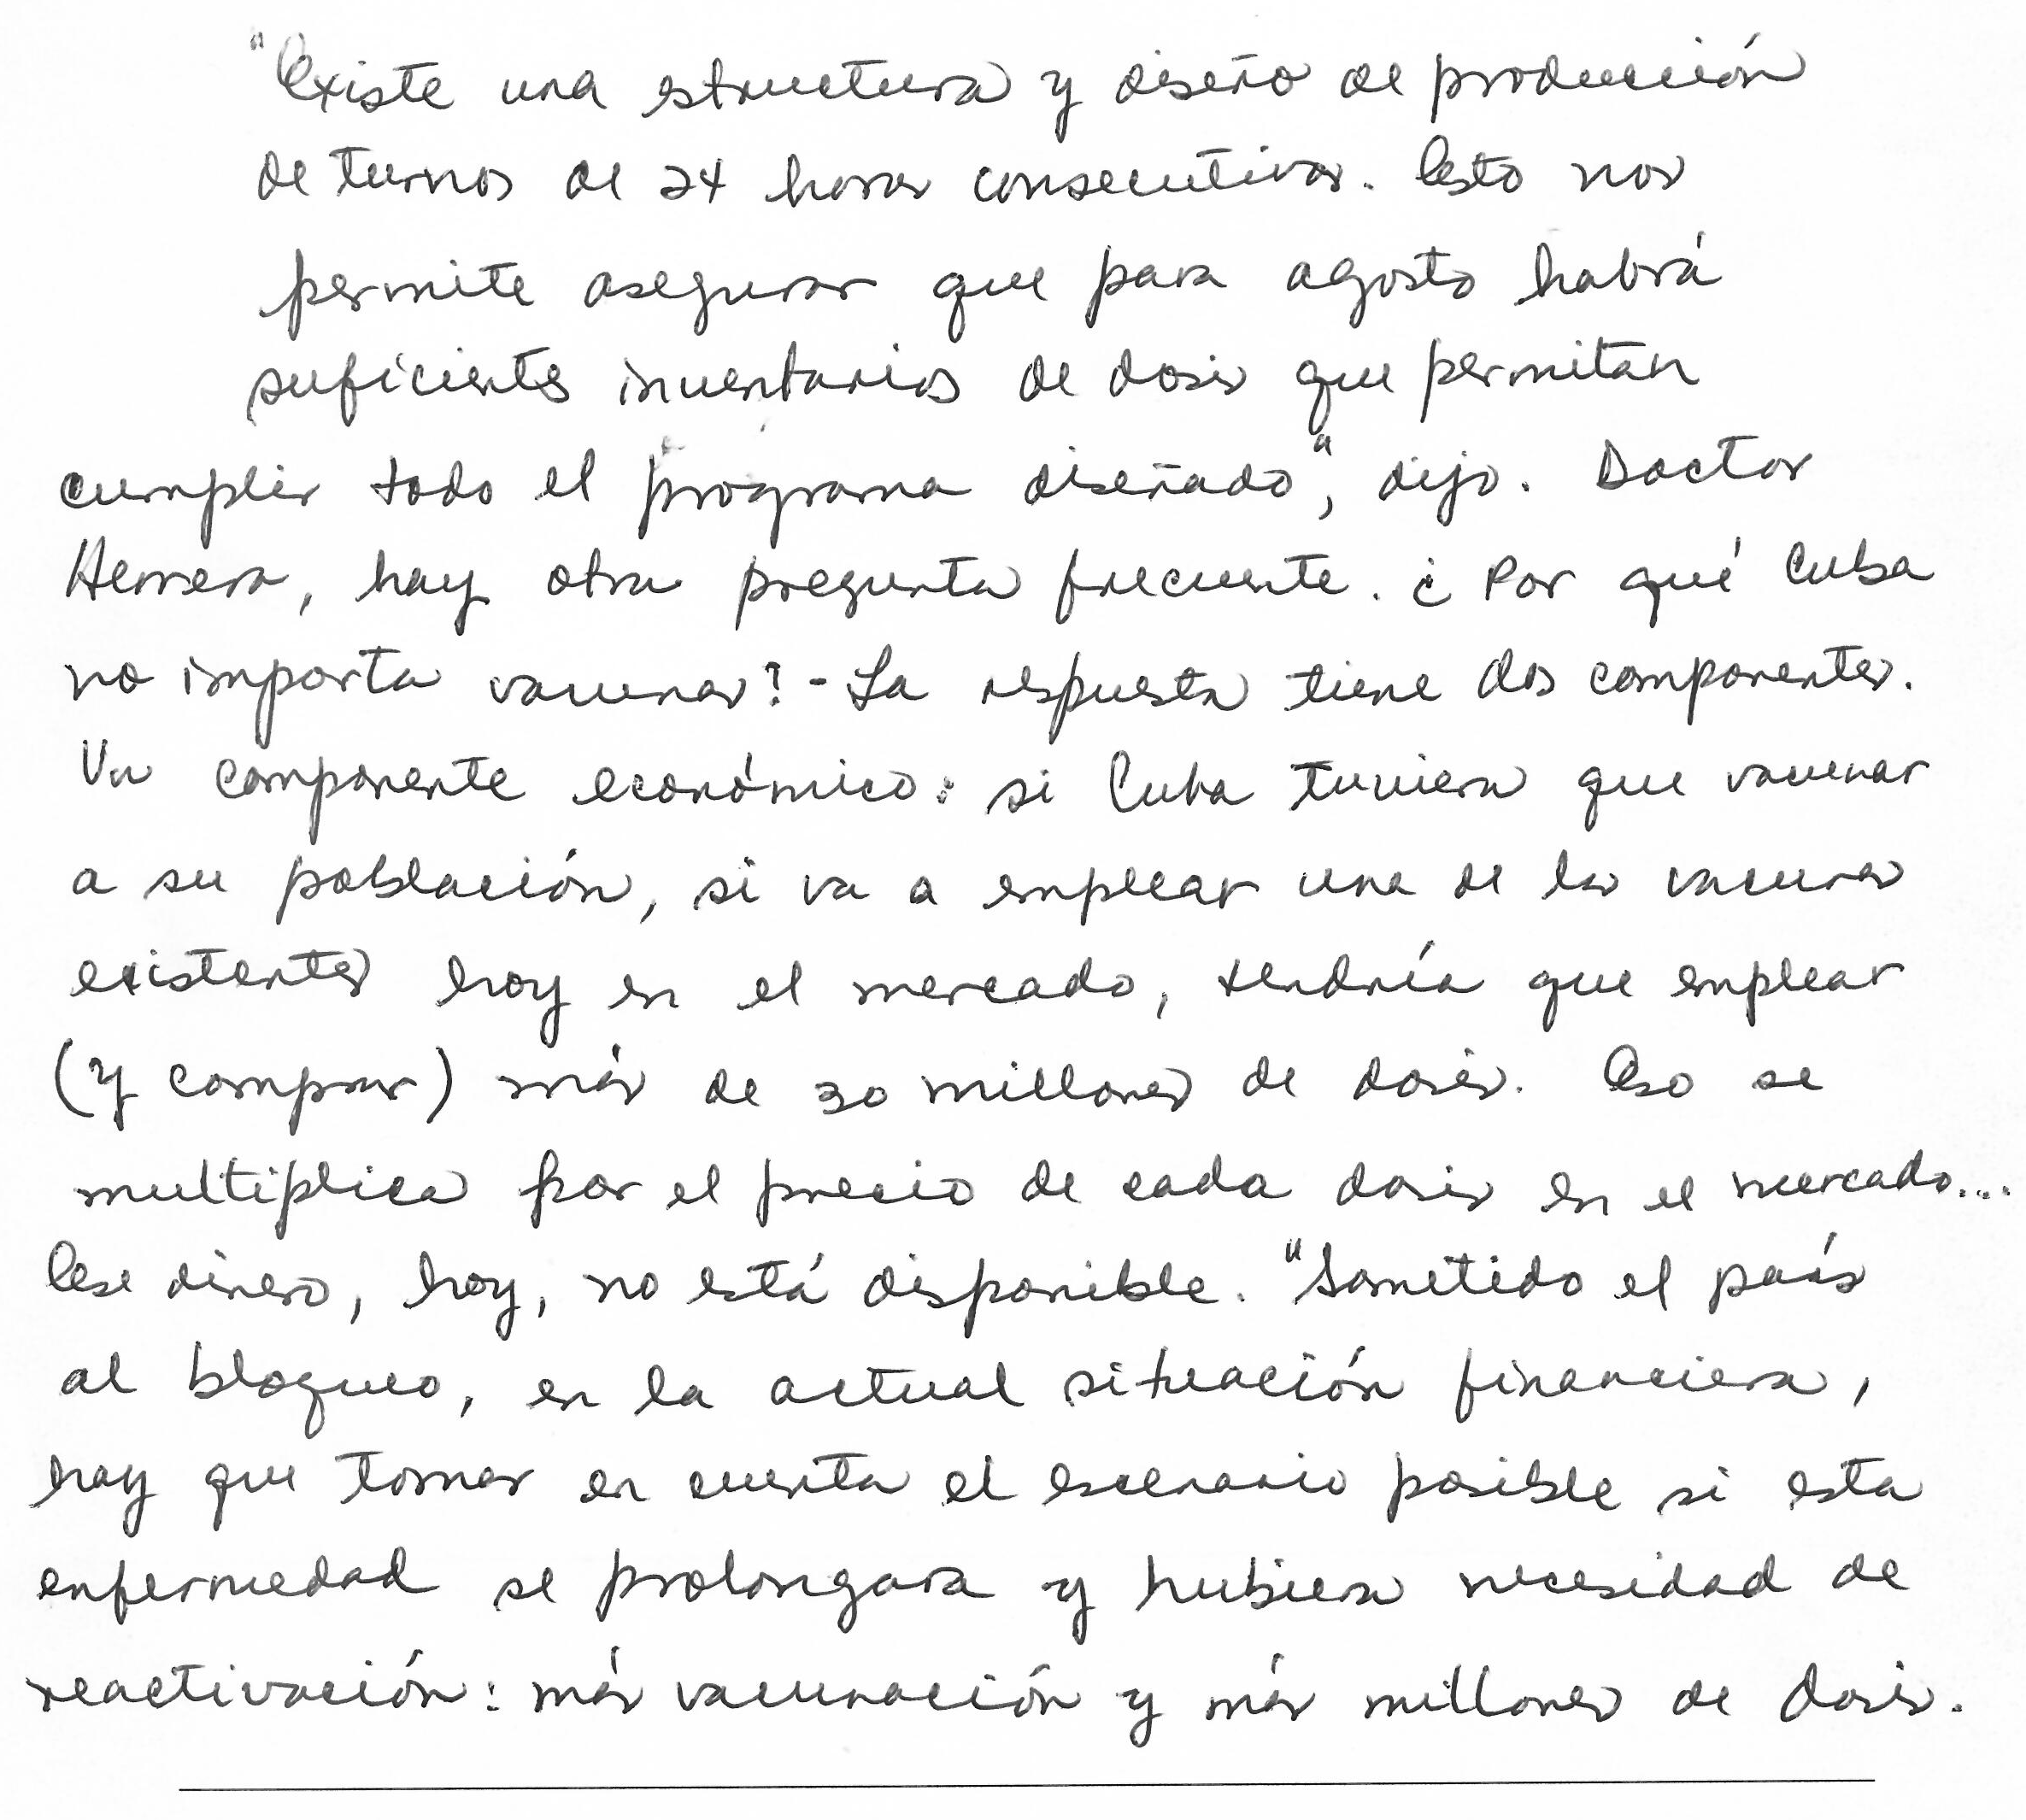 "Existe una estructura y diseño de producción
de turnos de 24 horas consecutivas. Esto nos
permite asegurar que para agosto habrá
suficientes inventarios de dosis que permitan
cumplir todo el programa diseñado", dijo. Doctor
Herrera, hay otra pregunta frecuente. ¿Por qué Cuba
no importa vacunas? - La respuesta tiene dos componentes.
Un componente económico: si Cuba tuviera que vacunar
a su población, si va a emplear una de las vacunas
existentes hoy en el mercado, tendría que emplear
(y comprar) más de 30 millones de dosis. Eso se
multiplica por el precio de cada dosis en el mercado...
Ese dinero, hoy, no está disponible. "Sometido el país
al bloqueo, en la actual situación financiera,
hay que tomar en cuenta el escenario posible si esta
enfermedad se prolongara y hubiera necesidad de
reactivación: más vacunación y más millones de dosis.